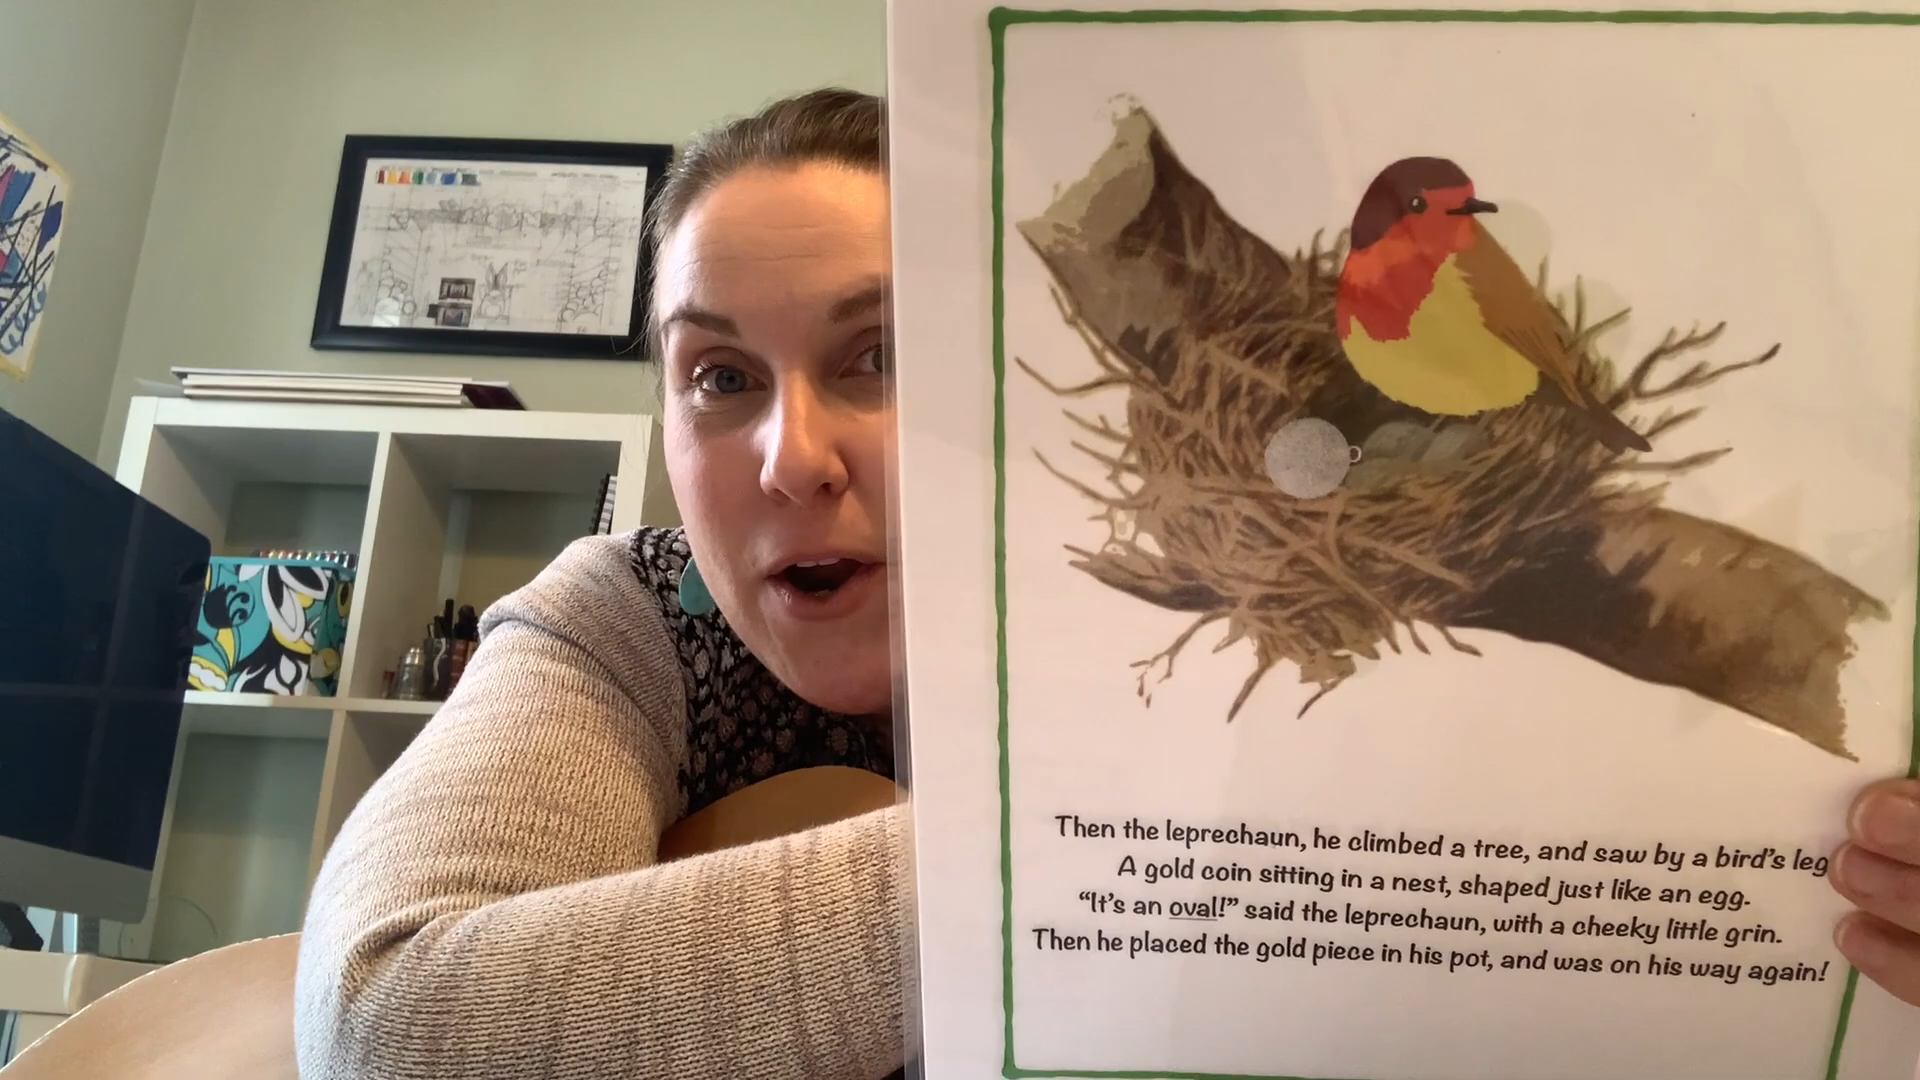 Then the leprechaun, he climbed a tree, and saw by a bird's leg
A gold coin sitting in a nest, shaped just like an egg.
"It's an oval!" said the leprechaun, with a cheeky little grin.
Then he placed the gold piece in his pot, and was on his way again!